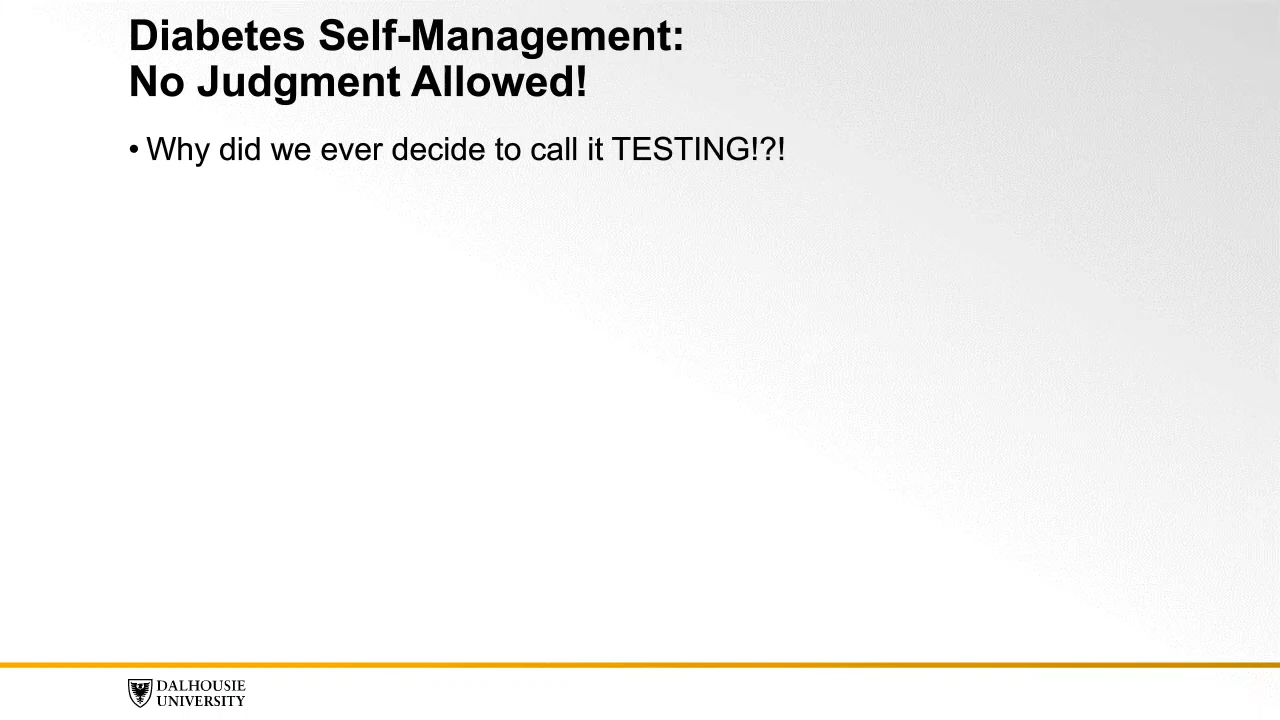 Diabetes Self-Management:
No Judgment Allowed!
• Why did we ever decide to call it TESTING!?!
DALHOUSIE
UNIVERSITY